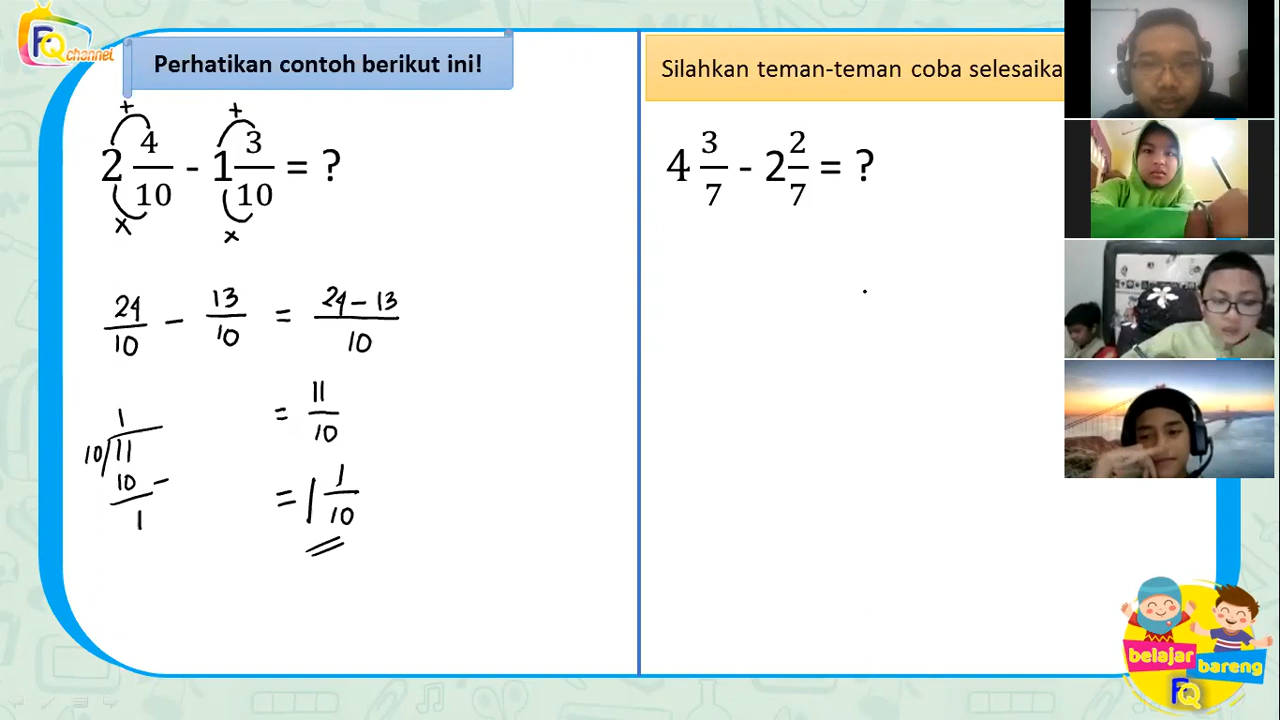 FQ channel
Perhatikan contoh berikut ini!
+ +
2 4/10 - 1 3/10 = ?
x x
24/10 - 13/10 = 24 - 13/10
= 11/10
1
10 11
10 -
1
= 1 1/10
Silahkan teman-teman coba selesaika
4 3/7 - 2 2/7 = ?
belajar
bareng
FQ